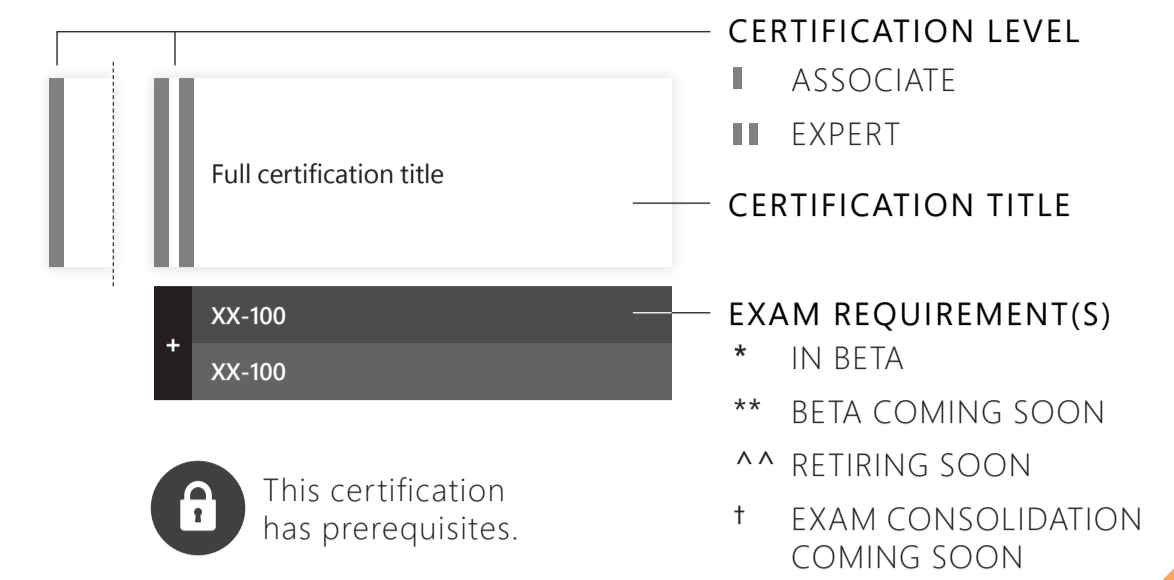 CERTIFICATION LEVEL
ASSOCIATE
EXPERT
Full certification title
CERTIFICATION TITLE
XX-100
+
XX-100
EXAM REQUIREMENT(S)
* IN BETA
** BETA COMING SOON
^^ RETIRING SOON
† EXAM CONSOLIDATION
COMING SOON
This certification
has prerequisites.